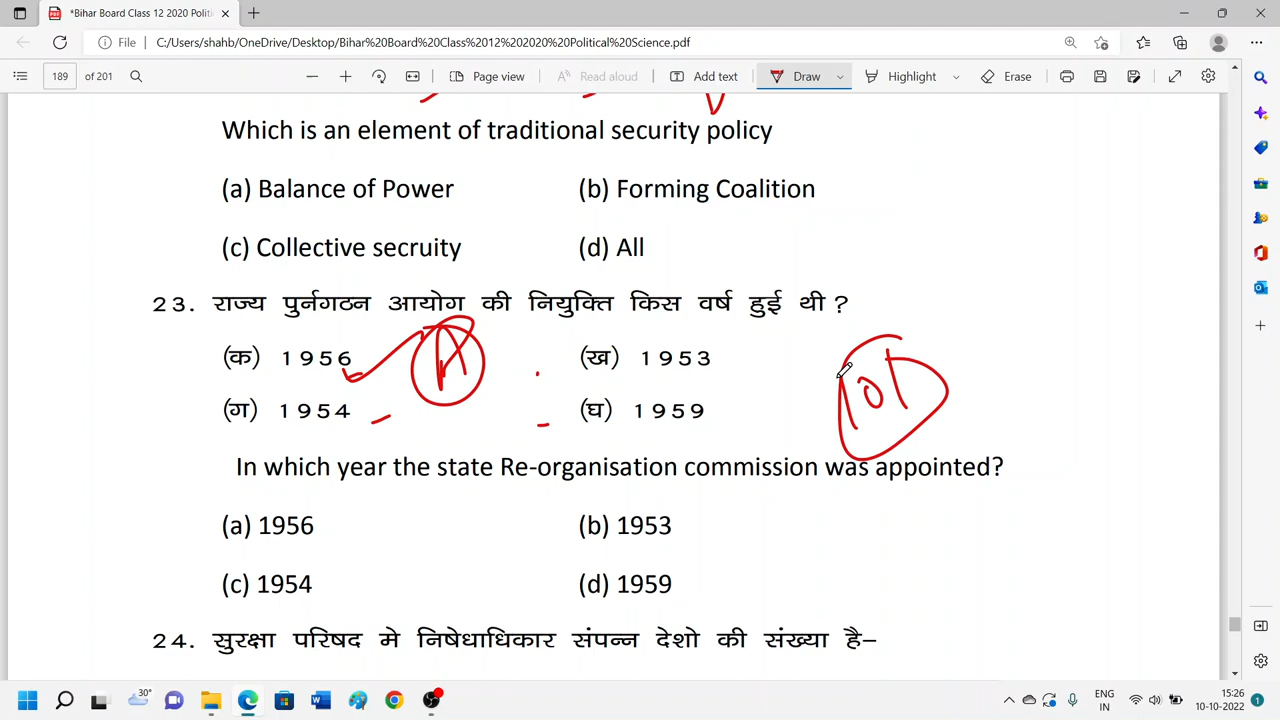 *Bihar Board Class 12 2020 Politi
File C:/Users/shahb/OneDrive/Desktop/Bihar%20Board%20Class%2012%202020%20Political%20Science.pdf
189 of 201 Page view Read aloud Add text Draw Highlight Erase
Which is an element of traditional security policy
(a) Balance of Power (b) Forming Coalition
(c) Collective secruity (d) All
23. राज्य पुर्नगठन आयोग की नियुक्ति किस वर्ष हुई थी ?
(क) 1956 (ख) 1953
(ग) 1954 (घ) 1959
In which year the state Re-organisation commission was appointed?
(a) 1956 (b) 1953
(c) 1954 (d) 1959
24. सुरक्षा परिषद मे निषेधाधिकार संपन्न देशो की संख्या है–
30° ENG 15:26
IN 10-10-2022 1